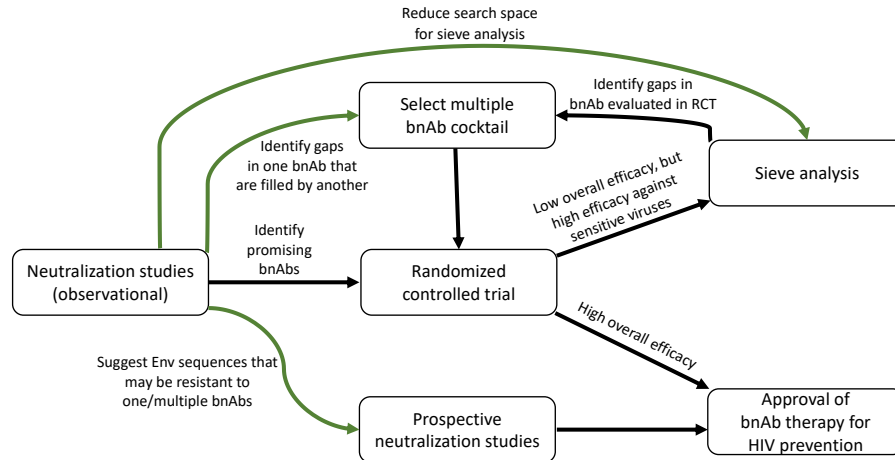 Reduce search space
for sieve analysis
Select multiple
bnAb cocktail
Identify gaps in
bnAb evaluated in RCT
Identify gaps
in one bnAb that
are filled by another
Sieve analysis
Low overall efficacy, but
high efficacy against
sensitive viruses
Identify
promising
bnAbs
Neutralization studies
(observational)
Randomized
controlled trial
High overall efficacy
Suggest Env sequences that
may be resistant to
one/multiple bnAbs
Prospective
neutralization studies
Approval of
bnAb therapy for
HIV prevention